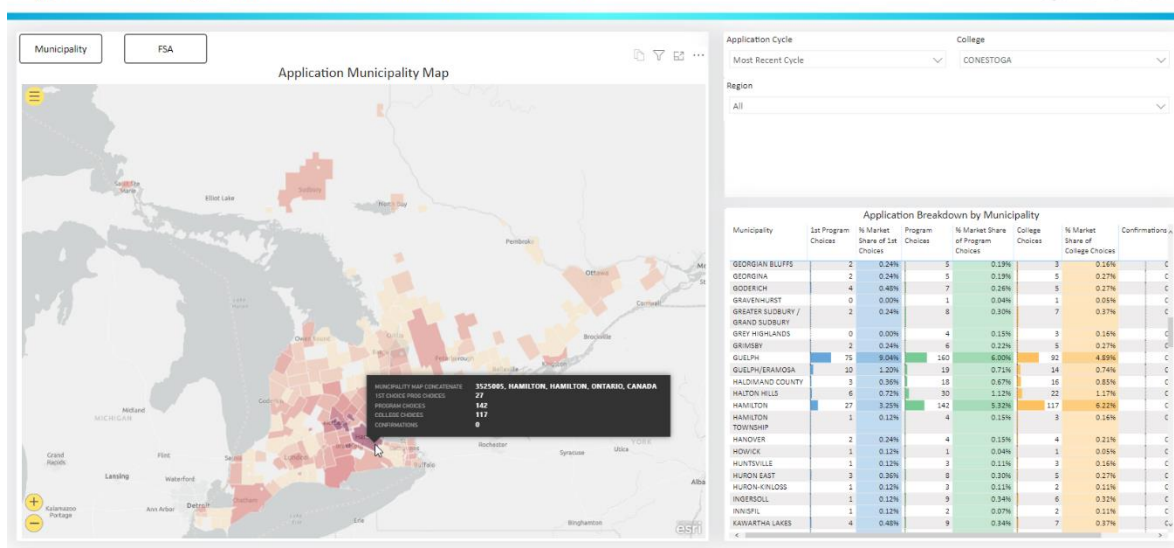 Municipality
FSA
Application Municipality Map
Application Cycle
College
Most Recent Cycle
CONESTOGA
Region
All
Sault Ste
Marie
Elliot Lake
Sudbury
North Bay
Pembroke
Ottawa
Cornwall
Brockville
Kingston
Belleville
Peterborough
Owen Sound
Barrie
MICHIGAN
Midland
Grand
Rapids
Flint
Lansing
Waterford
Kalamazoo
Portage
Ann Arbor
Detroit
Chatham
London
Buffalo
Rochester
Syracuse
Utica
YORK
Erie
Binghamton
esri
MUNICIPALITY MAP CONCATENATE 3525005, HAMILTON, HAMILTON, ONTARIO, CANADA
1ST CHOICE PROG CHOICES 27
PROGRAM CHOICES 142
COLLEGE CHOICES 117
CONFIRMATIONS 0
Application Breakdown by Municipality
Municipality 1st Program Choices % Market Share of 1st Choices Program Choices % Market Share of Program Choices College Choices % Market Share of College Choices Confirmations
GEORGIAN BLUFFS 2 0.24% 5 0.19% 3 0.16%
GEORGINA 2 0.24% 5 0.19% 5 0.27%
GODERICH 4 0.48% 7 0.26% 5 0.27%
GRAVENHURST 0 0.00% 1 0.04% 1 0.05%
GREATER SUDBURY / GRAND SUDBURY 2 0.24% 8 0.30% 7 0.37%
GREY HIGHLANDS 0 0.00% 4 0.15% 3 0.16%
GRIMSBY 2 0.24% 6 0.22% 5 0.27%
GUELPH 75 9.04% 160 6.00% 92 4.89%
GUELPH/ERAMOSA 10 1.20% 19 0.71% 14 0.74%
HALDIMAND COUNTY 3 0.36% 18 0.67% 16 0.85%
HALTON HILLS 6 0.72% 30 1.12% 22 1.17%
HAMILTON 27 3.25% 142 5.32% 117 6.22%
HAMILTON TOWNSHIP 1 0.12% 4 0.15% 3 0.16%
HANOVER 2 0.24% 4 0.15% 4 0.21%
HOWICK 1 0.12% 1 0.04% 1 0.05%
HUNTSVILLE 1 0.12% 3 0.11% 3 0.16%
HURON EAST 3 0.36% 8 0.30% 5 0.27%
HURON-KINLOSS 1 0.12% 3 0.11% 2 0.11%
INGERSOLL 1 0.12% 9 0.34% 6 0.32%
INNISFIL 1 0.12% 2 0.07% 2 0.11%
KAWARTHA LAKES 4 0.48% 9 0.34% 7 0.37%